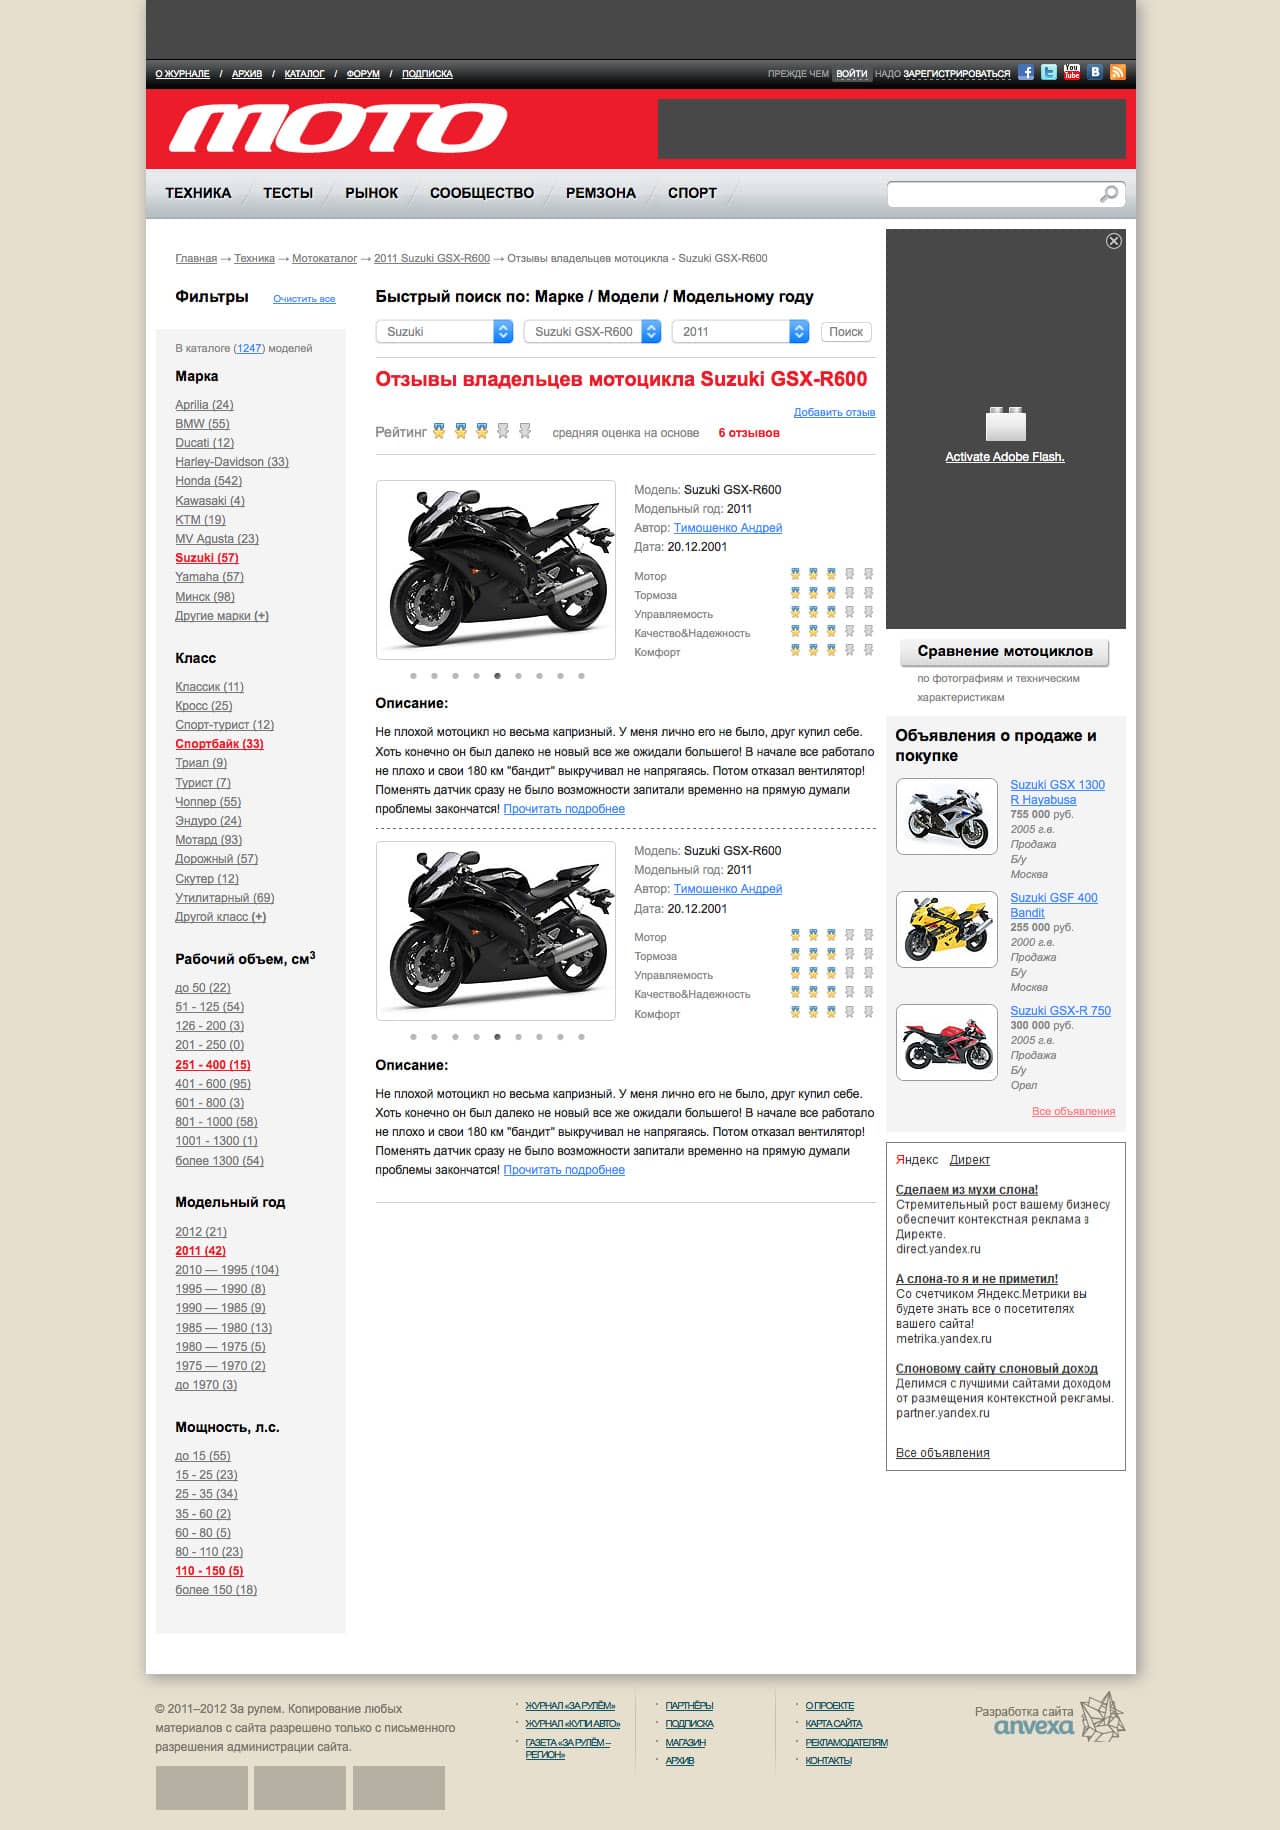 О ЖУРНАЛЕ / АРХИВ / КАТАЛОГ / ФОРУМ / ПОДПИСКА
ПРЕЖДЕ ЧЕМ ВОЙТИ НАДО ЗАРЕГИСТРИРОВАТЬСЯ
You Tube
МОТО
ТЕХНИКА
ТЕСТЫ
РЫНОК
СООБЩЕСТВО
РЕМЗОНА
СПОРТ
Главная → Техника → Мотокаталог → 2011 Suzuki GSX-R600 → Отзывы владельцев мотоцикла - Suzuki GSX-R600
Фильтры
Очистить все
В каталоге (1247) моделей
Марка
Aprilia (24)
BMW (55)
Ducati (12)
Harley-Davidson (33)
Honda (542)
Kawasaki (4)
KTM (19)
MV Agusta (23)
Suzuki (57)
Yamaha (57)
Минск (98)
Другие марки (+)
Класс
Классик (11)
Кросс (25)
Спорт-турист (12)
Спортбайк (33)
Триал (9)
Турист (7)
Чоппер (55)
Эндуро (24)
Мотард (93)
Дорожный (57)
Скутер (12)
Утилитарный (69)
Другой класс (+)
Рабочий объем, см3
до 50 (22)
51 - 125 (54)
126 - 200 (3)
201 - 250 (0)
251 - 400 (15)
401 - 600 (95)
601 - 800 (3)
801 - 1000 (58)
1001 - 1300 (1)
более 1300 (54)
Модельный год
2012 (21)
2011 (42)
2010 — 1995 (104)
1995 — 1990 (8)
1990 — 1985 (9)
1985 — 1980 (13)
1980 — 1975 (5)
1975 — 1970 (2)
до 1970 (3)
Мощность, л.с.
до 15 (55)
15 - 25 (23)
25 - 35 (34)
35 - 60 (2)
60 - 80 (5)
80 - 110 (23)
110 - 150 (5)
более 150 (18)
Быстрый поиск по: Марке / Модели / Модельному году
Suzuki
Suzuki GSX-R600
2011
Поиск
Отзывы владельцев мотоцикла Suzuki GSX-R600
Добавить отзыв
Рейтинг
средняя оценка на основе 6 отзывов
Модель: Suzuki GSX-R600
Модельный год: 2011
Автор: Тимошенко Андрей
Дата: 20.12.2001
Мотор
Тормоза
Управляемость
Качество&Надежность
Комфорт
Описание:
Не плохой мотоцикл но весьма капризный. У меня лично его не было, друг купил себе.
Хоть конечно он был далеко не новый все же ожидали большего! В начале все работало
не плохо и свои 180 км "бандит" выкручивал не напрягаясь. Потом отказал вентилятор!
Поменять датчик сразу не было возможности запитали временно на прямую думали
проблемы закончатся! Прочитать подробнее
Модель: Suzuki GSX-R600
Модельный год: 2011
Автор: Тимошенко Андрей
Дата: 20.12.2001
Мотор
Тормоза
Управляемость
Качество&Надежность
Комфорт
Описание:
Не плохой мотоцикл но весьма капризный. У меня лично его не было, друг купил себе.
Хоть конечно он был далеко не новый все же ожидали большего! В начале все работало
не плохо и свои 180 км "бандит" выкручивал не напрягаясь. Потом отказал вентилятор!
Поменять датчик сразу не было возможности запитали временно на прямую думали
проблемы закончатся! Прочитать подробнее
Activate Adobe Flash.
Сравнение мотоциклов
по фотографиям и техническим
характеристикам
Объявления о продаже и
покупке
Suzuki GSX 1300
R Hayabusa
755 000 руб.
2005 г.в.
Продажа
Б/у
Москва
Suzuki GSF 400
Bandit
255 000 руб.
2000 г.в.
Продажа
Б/у
Москва
Suzuki GSX-R 750
300 000 руб.
2005 г.в.
Продажа
Б/у
Орел
Все объявления
Яндекс Директ
Сделаем из мухи слона!
Стремительный рост вашему бизнесу
обеспечит контекстная реклама в
Директе.
direct.yandex.ru
А слона-то я и не приметил!
Со счетчиком Яндекс.Метрики вы
будете знать все о посетителях
вашего сайта!
metrika.yandex.ru
Слоновому сайту слоновый доход
Делимся с лучшими сайтами доходом
от размещения контекстной рекламы.
partner.yandex.ru
Все объявления
© 2011–2012 За рулем. Копирование любых
материалов с сайта разрешено только с письменного
разрешения администрации сайта.
ЖУРНАЛ «ЗА РУЛЁМ»
ЖУРНАЛ «КУПИ АВТО»
ГАЗЕТА «ЗА РУЛЁМ –
РЕГИОН»
ПАРТНЁРЫ
ПОДПИСКА
МАГАЗИН
АРХИВ
О ПРОЕКТЕ
КАРТА САЙТА
РЕКЛАМОДАТЕЛЯМ
КОНТАКТЫ
Разработка сайта
anvexa